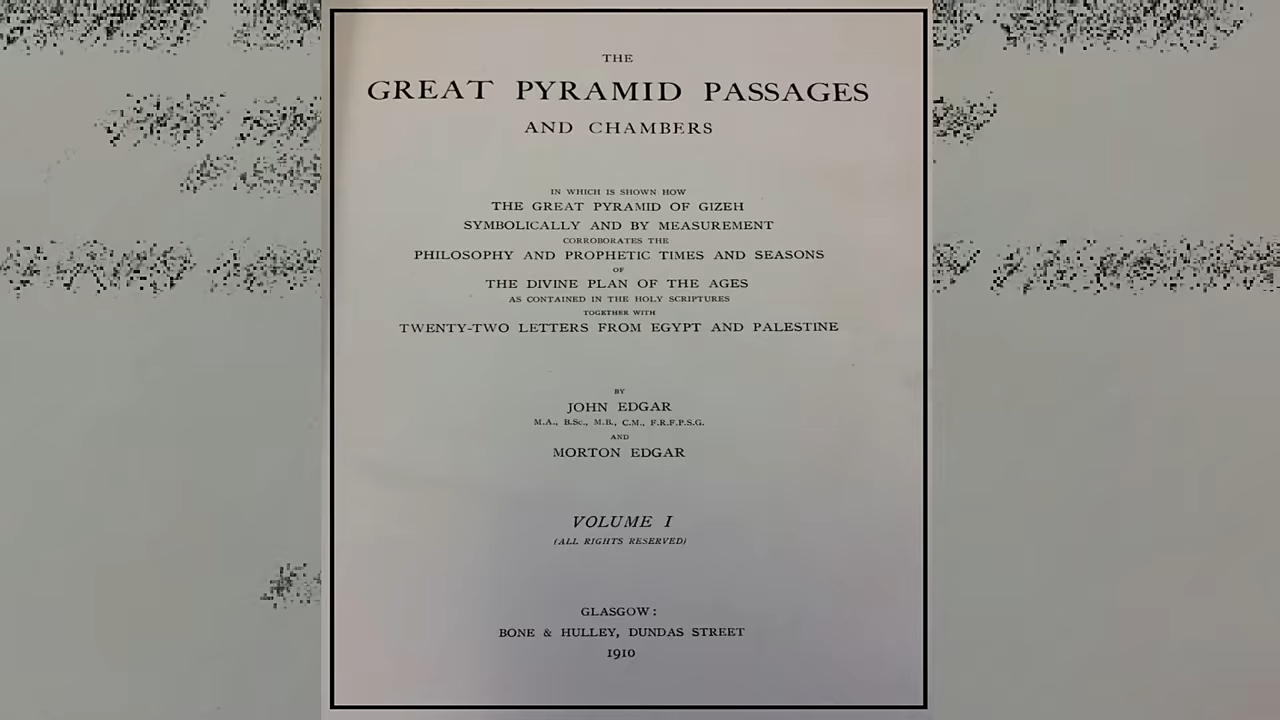 THE
GREAT PYRAMID PASSAGES
AND CHAMBERS
IN WHICH IS SHOWN HOW
THE GREAT PYRAMID OF GIZEH
SYMBOLICALLY AND BY MEASUREMENT
CORROBORATES THE
PHILOSOPHY AND PROPHETIC TIMES AND SEASONS
OF
THE DIVINE PLAN OF THE AGES
AS CONTAINED IN THE HOLY SCRIPTURES
TOGETHER WITH
TWENTY-TWO LETTERS FROM EGYPT AND PALESTINE
BY
JOHN EDGAR
M.A., B.Sc., M.B., C.M., F.R.F.P.S.G.
AND
MORTON EDGAR
VOLUME I
(ALL RIGHTS RESERVED)
GLASGOW:
BONE & HULLEY, DUNDAS STREET
1910